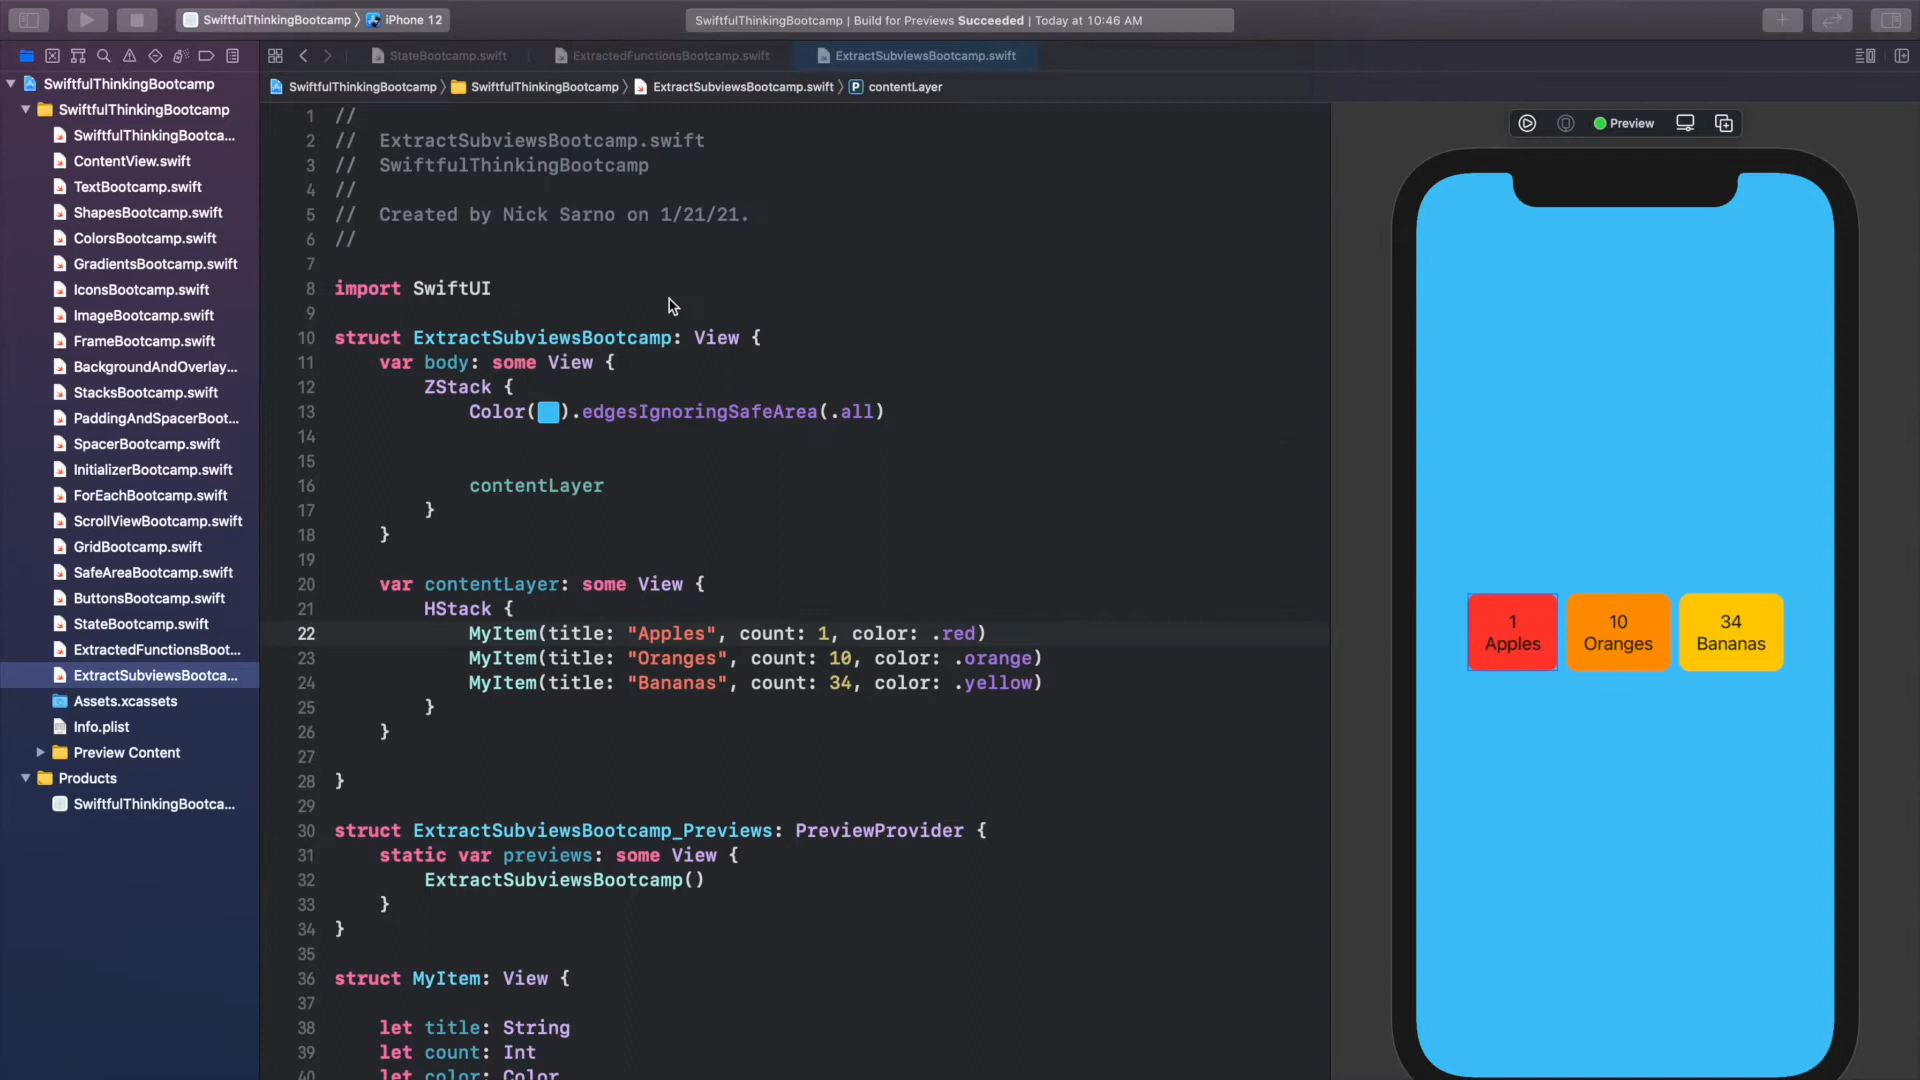 SwiftfulThinkingBootcamp 〉 iPhone 12
SwiftfulThinkingBootcamp | Build for Previews Succeeded | Today at 10:46 AM
StateBootcamp.swift
ExtractedFunctionsBootcamp.swift
ExtractSubviewsBootcamp.swift
SwiftfulThinkingBootcamp 〉 SwiftfulThinkingBootcamp 〉 ExtractSubviewsBootcamp.swift 〉 P contentLayer
SwiftfulThinkingBootcamp
SwiftfulThinkingBootcamp
SwiftfulThinkingBootca...
ContentView.swift
TextBootcamp.swift
ShapesBootcamp.swift
ColorsBootcamp.swift
GradientsBootcamp.swift
IconsBootcamp.swift
ImageBootcamp.swift
FrameBootcamp.swift
BackgroundAndOverlay...
StacksBootcamp.swift
PaddingAndSpacerBoot...
SpacerBootcamp.swift
InitializerBootcamp.swift
ForEachBootcamp.swift
ScrollViewBootcamp.swift
GridBootcamp.swift
SafeAreaBootcamp.swift
ButtonsBootcamp.swift
StateBootcamp.swift
ExtractedFunctionsBoot...
ExtractSubviewsBootca...
Assets.xcassets
Info.plist
Preview Content
Products
SwiftfulThinkingBootca...
1 //
2 //  ExtractSubviewsBootcamp.swift
3 //  SwiftfulThinkingBootcamp
4 //
5 //  Created by Nick Sarno on 1/21/21.
6 //
7
8 import SwiftUI
9
10 struct ExtractSubviewsBootcamp: View {
11     var body: some View {
12         ZStack {
13             Color( ).edgesIgnoringSafeArea(.all)
14
15
16             contentLayer
17         }
18     }
19
20     var contentLayer: some View {
21         HStack {
22             MyItem(title: "Apples", count: 1, color: .red)
23             MyItem(title: "Oranges", count: 10, color: .orange)
24             MyItem(title: "Bananas", count: 34, color: .yellow)
25         }
26     }
27
28 }
29
30 struct ExtractSubviewsBootcamp_Previews: PreviewProvider {
31     static var previews: some View {
32         ExtractSubviewsBootcamp()
33     }
34 }
35
36 struct MyItem: View {
37
38     let title: String
39     let count: Int
40     let color: Color
Preview
1
Apples
10
Oranges
34
Bananas